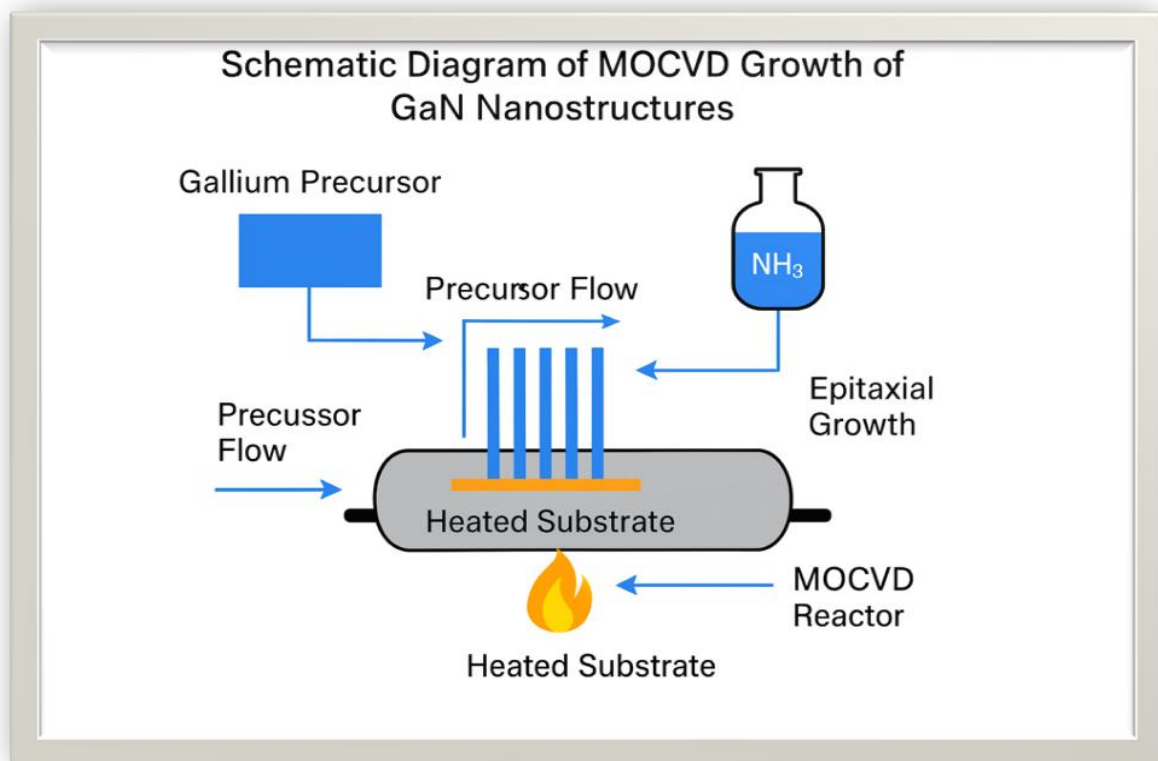 Schematic Diagram of MOCVD Growth of
GaN Nanostructures
Gallium Precursor
NH₃
Precursor Flow
Epitaxial
Growth
Precussor
Flow
Heated Substrate
MOCVD
Reactor
Heated Substrate